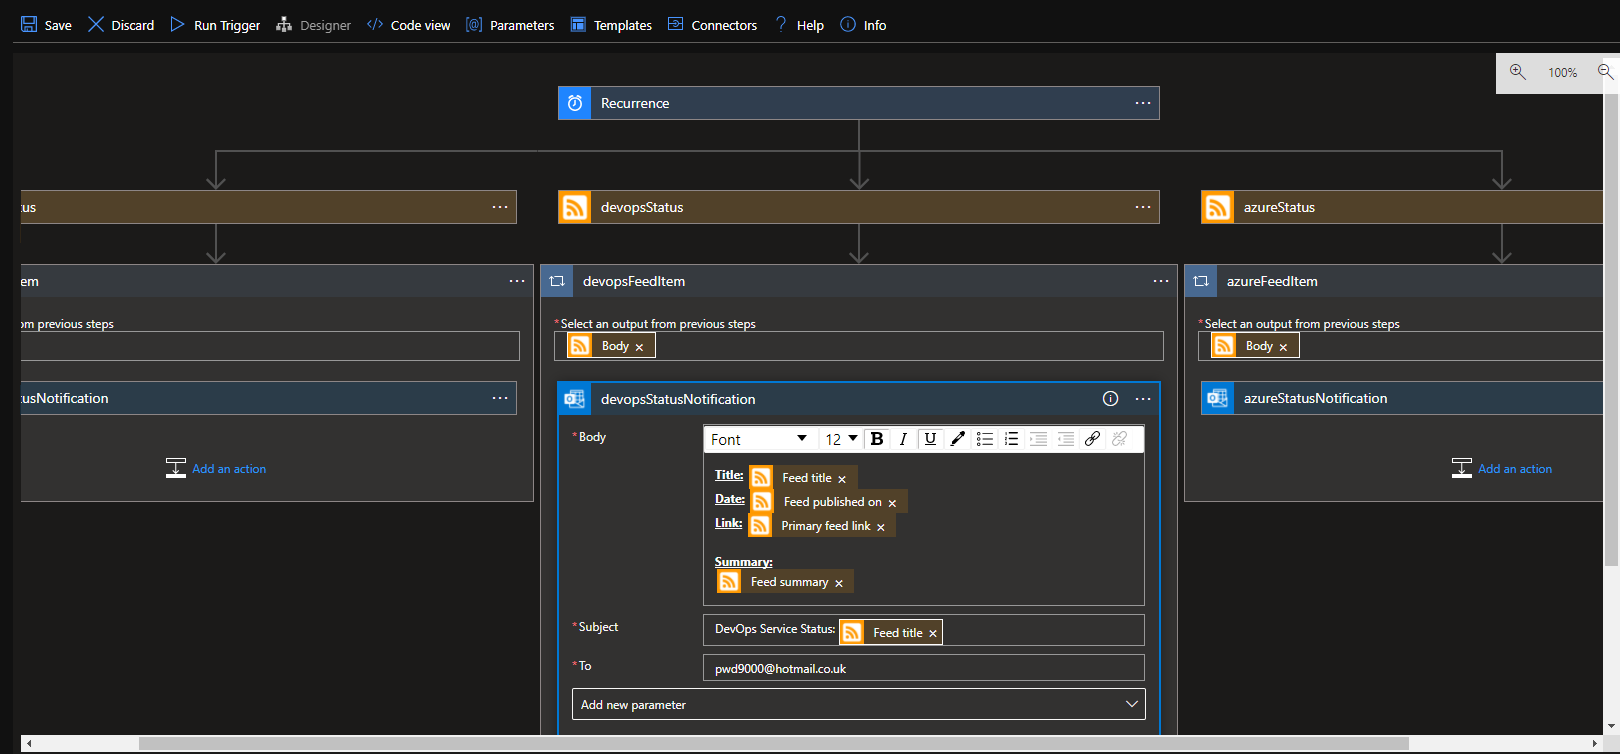 Save Discard Run Trigger Designer Code view Parameters Templates Connectors ? Help Info
100%
Recurrence
tus
devopsStatus
azureStatus
em
devopsFeedItem
azureFeedItem
om previous steps
*Select an output from previous steps
*Select an output from previous steps
Body ×
Body ×
tusNotification
devopsStatusNotification
azureStatusNotification
*Body
Font 12 B I U
Title: Feed title ×
Date: Feed published on ×
Link: Primary feed link ×
Summary:
Feed summary ×
Add an action
Add an action
*Subject
DevOps Service Status: Feed title ×
*To
pwd9000@hotmail.co.uk
Add new parameter